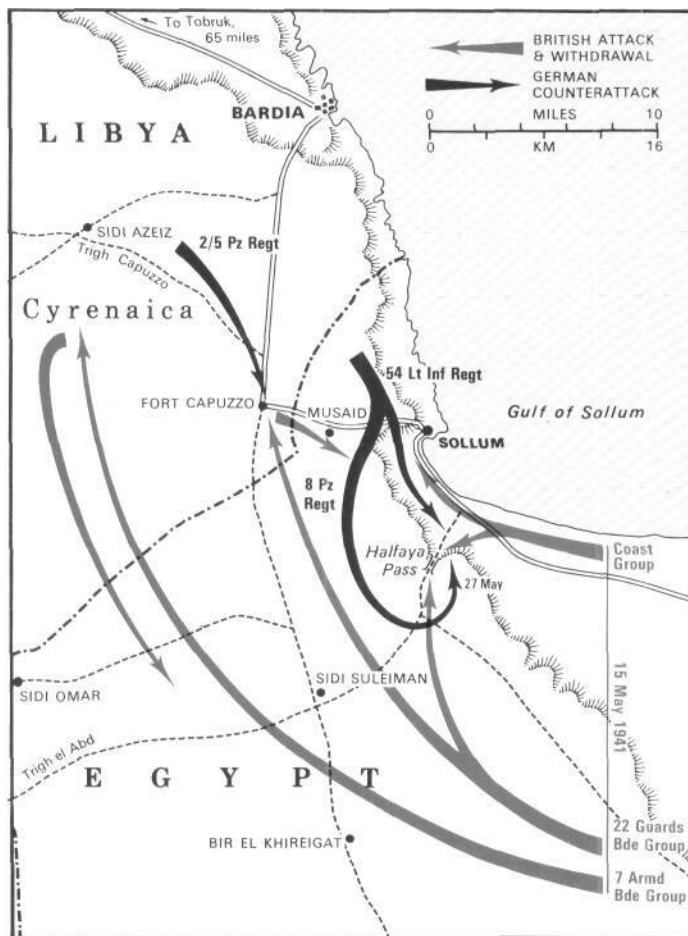 To Tobruk,
65 miles
BRITISH ATTACK
& WITHDRAWAL
GERMAN
COUNTERATTACK
0 MILES 10
0 KM 16
BARDIA
LIBYA
SIDI AZEIZ
2/5 Pz Regt
Trigh Capuzzo
Cyrenaica
54 Lt Inf Regt
FORT CAPUZZO
MUSAID
Gulf of Sollum
SOLLUM
8 Pz
Regt
Halfaya
Pass
27 May
Coast
Group
15 May 1941
SIDI OMAR
SIDI SULEIMAN
Trigh el Abd
EGYPT
22 Guards
Bde Group
BIR EL KHIREIGAT
7 Armd
Bde Group